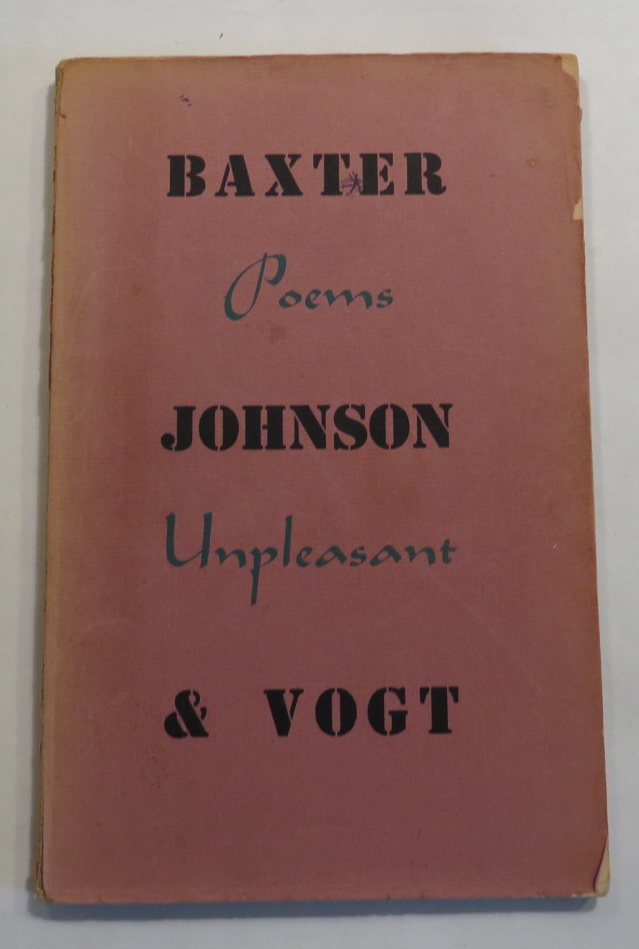 BAXTER
Poems
JOHNSON
Unpleasant
& VOGT